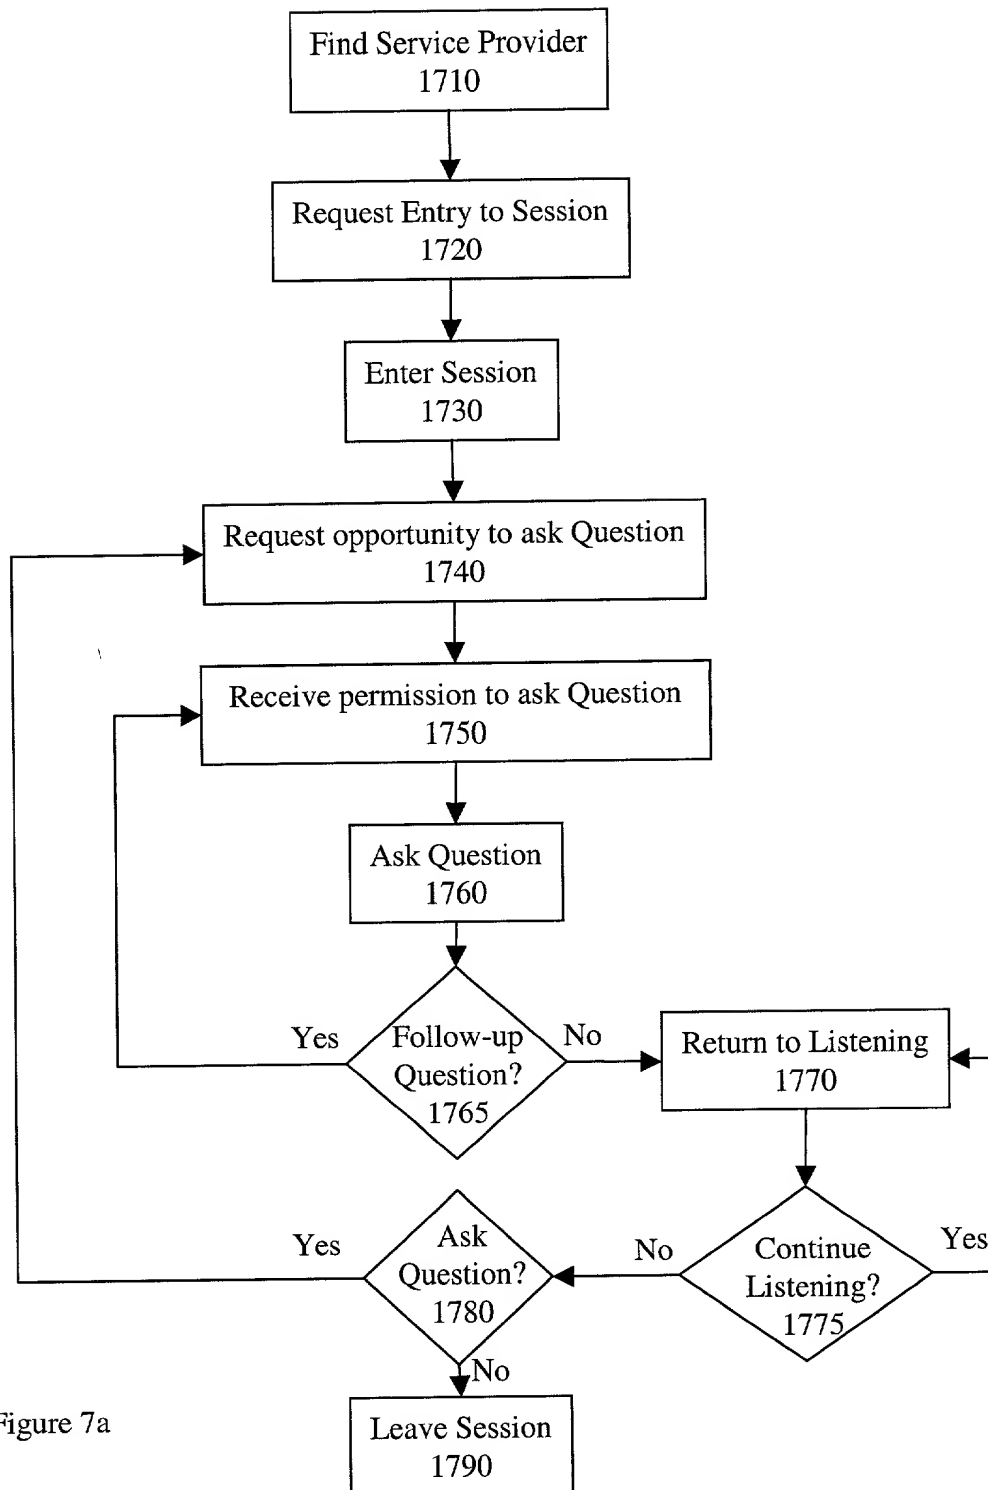 Find Service Provider
1710
Request Entry to Session
1720
Enter Session
1730
Request opportunity to ask Question
1740
Receive permission to ask Question
1750
Ask Question
1760
Yes
Follow-up
Question?
1765
No
Return to Listening
1770
Yes
Ask
Question?
1780
No
Continue
Listening?
1775
Yes
No
Leave Session
1790
Figure 7a